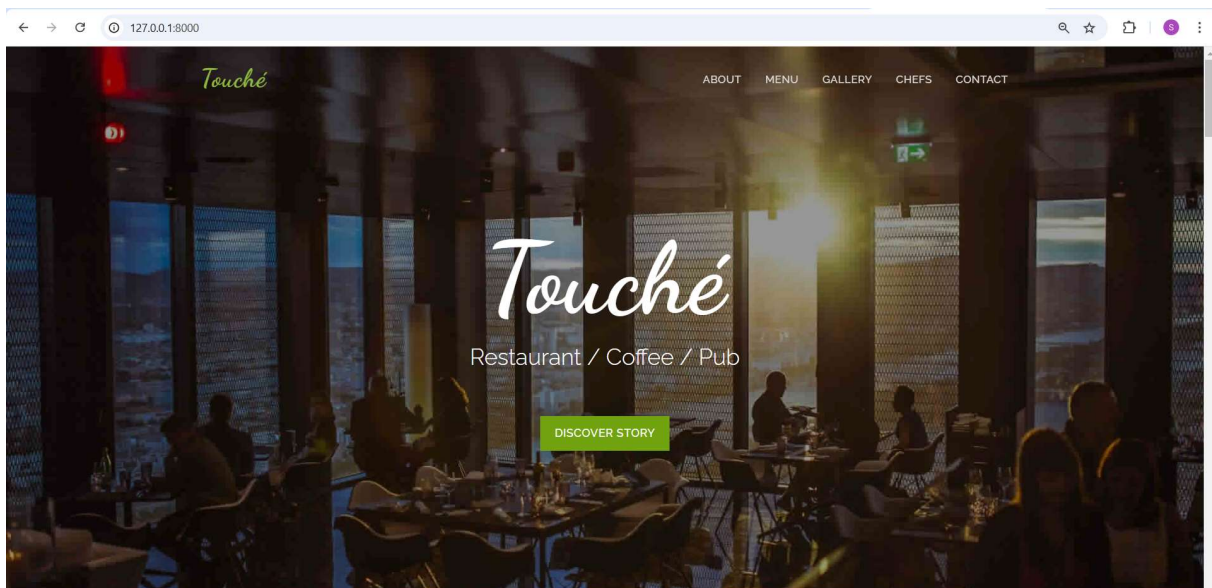 127.0.0.1:8000
S
Touché
ABOUT MENU GALLERY CHEFS CONTACT
Touché
Restaurant / Coffee / Pub
DISCOVER STORY